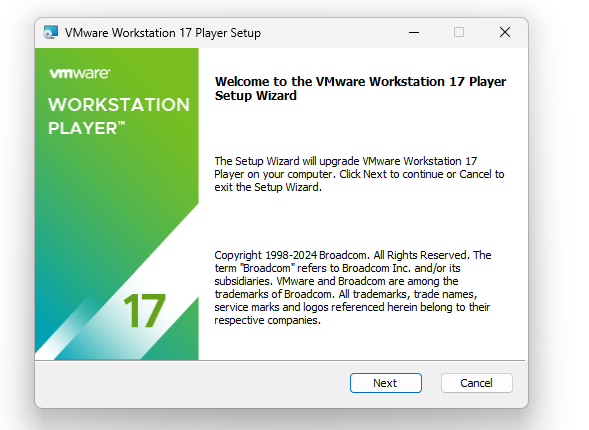 VMware Workstation 17 Player Setup
vmware®
WORKSTATION
PLAYER™
17
Welcome to the VMware Workstation 17 Player
Setup Wizard
The Setup Wizard will upgrade VMware Workstation 17
Player on your computer. Click Next to continue or Cancel to
exit the Setup Wizard.
Copyright 1998-2024 Broadcom. All Rights Reserved. The
term "Broadcom" refers to Broadcom Inc. and/or its
subsidiaries. VMware and Broadcom are among the
trademarks of Broadcom. All trademarks, trade names,
service marks and logos referenced herein belong to their
respective companies.
Next
Cancel